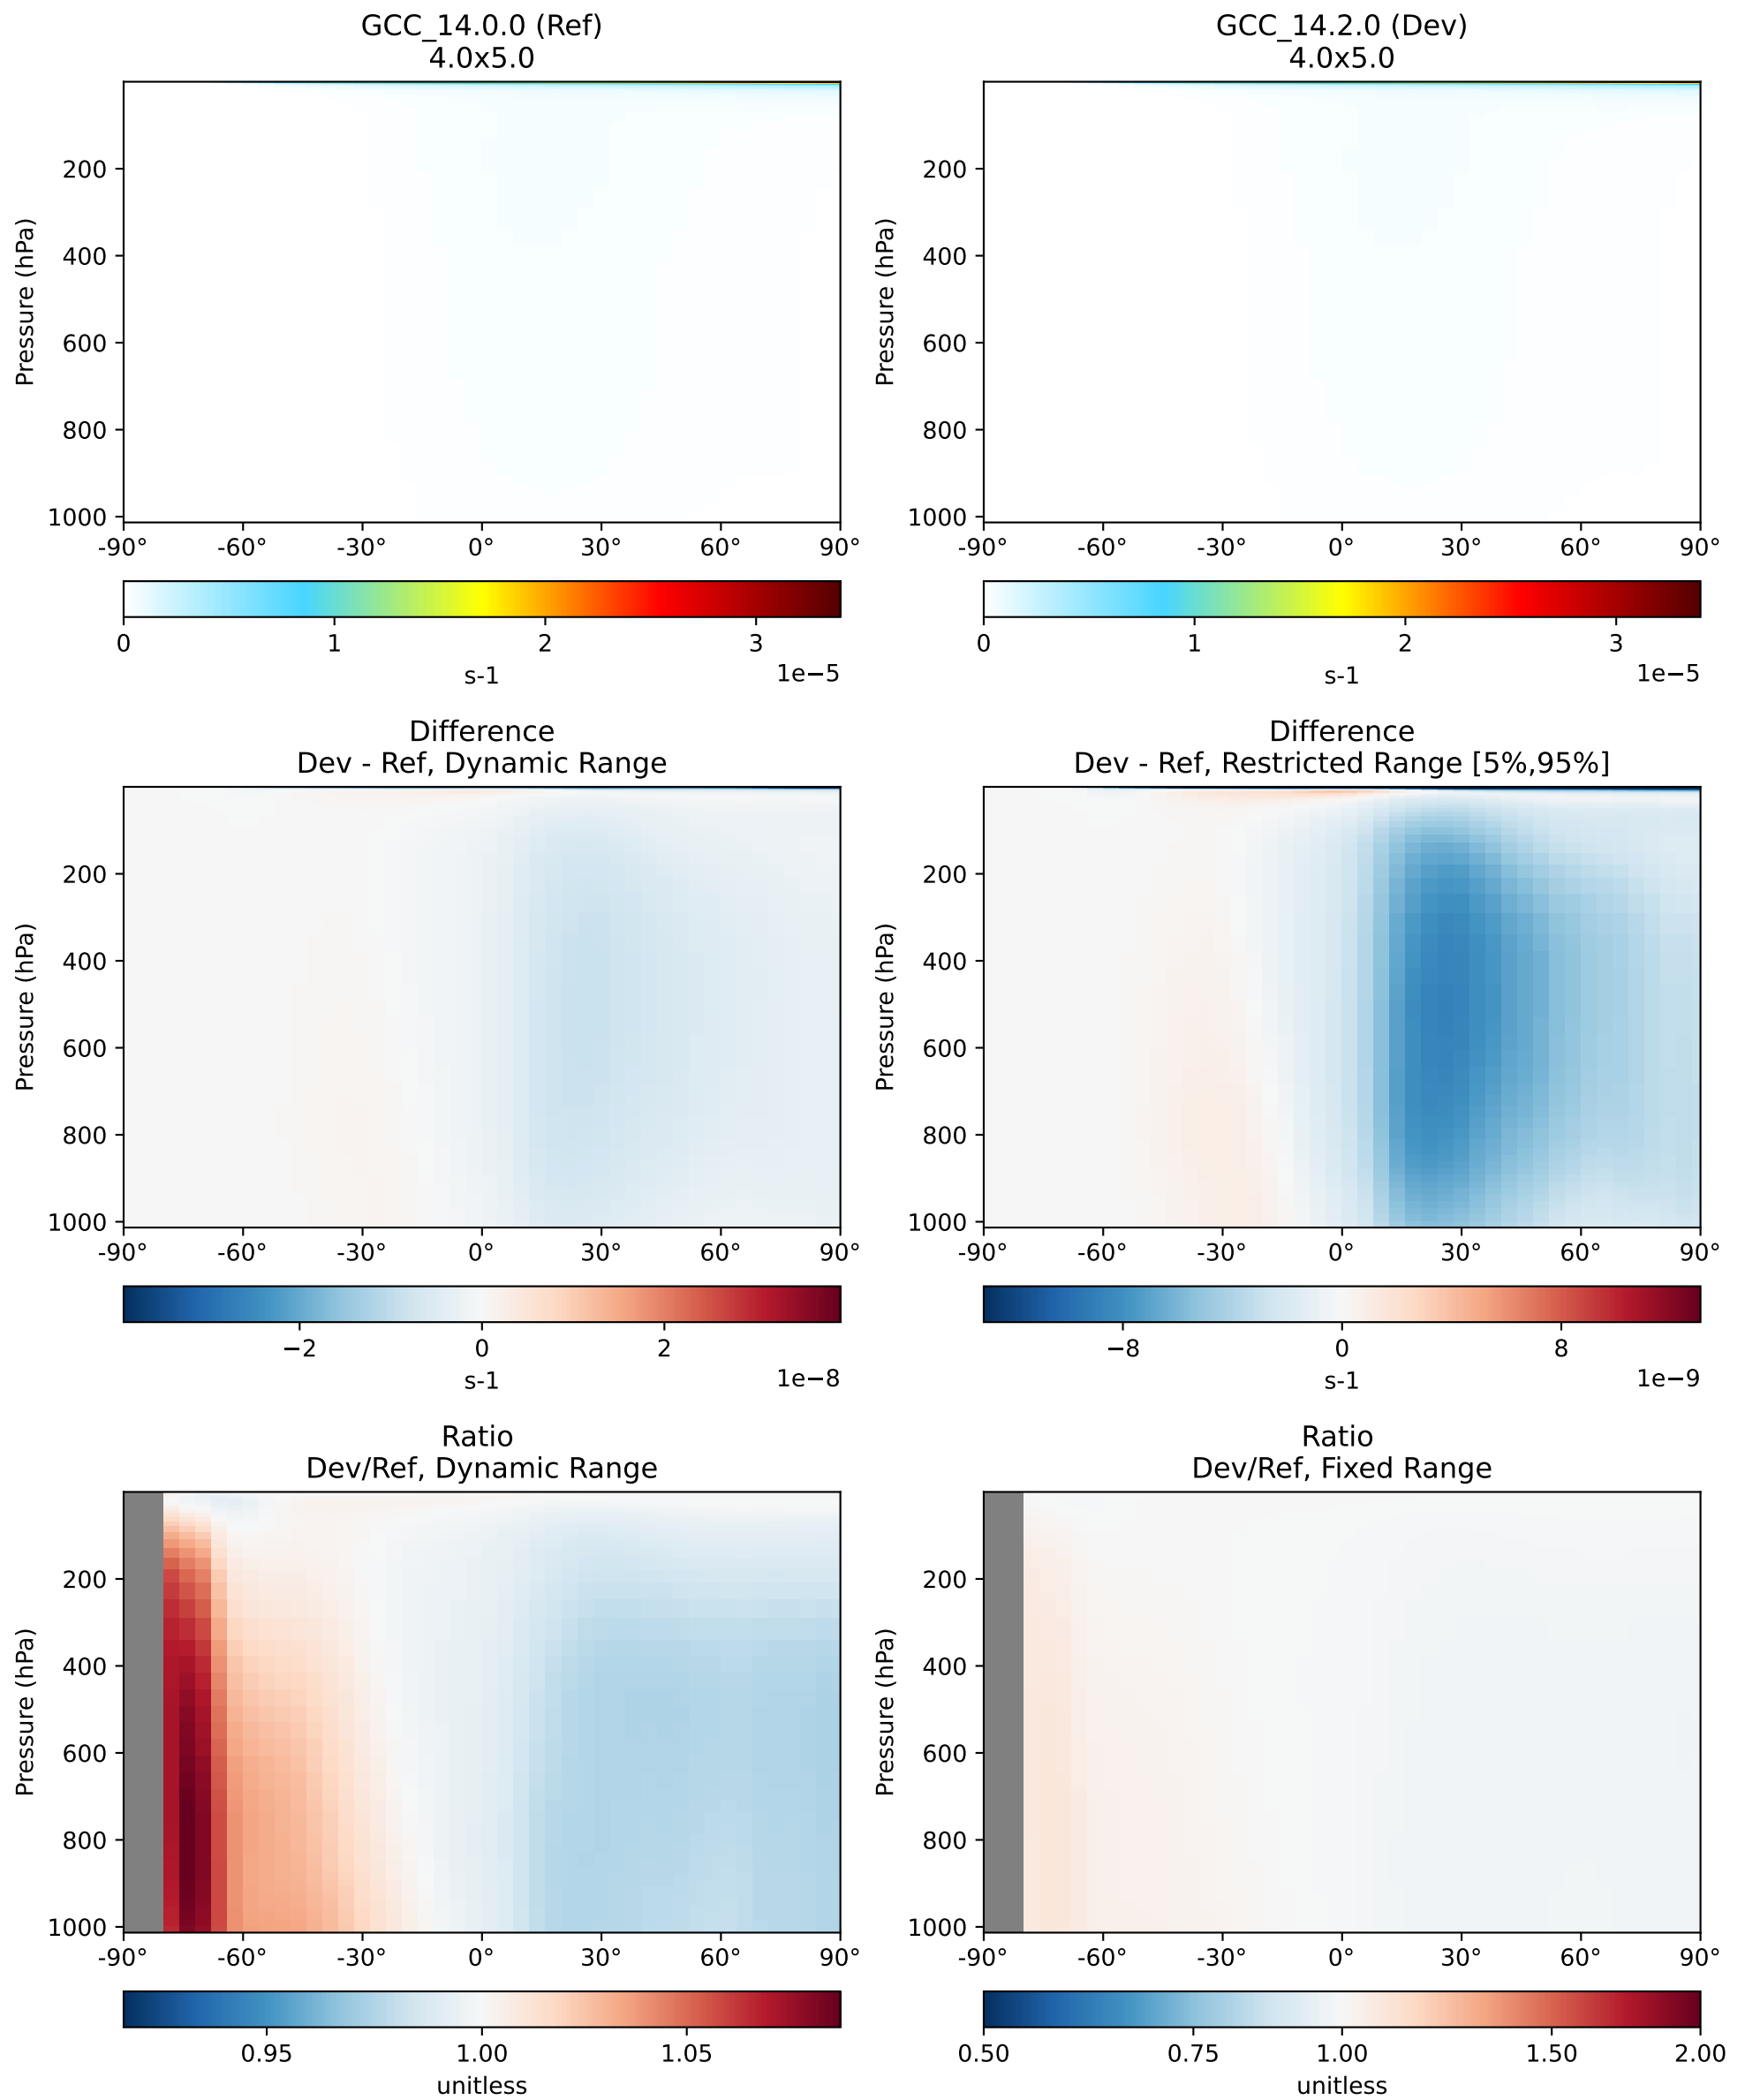 GCC_14.0.0 (Ref)
4.0x5.0
Pressure (hPa)
200
400
600
800
1000
-90° -60° -30° 0° 30° 60° 90°
0 1 2 3
s-1
1e−5
GCC_14.2.0 (Dev)
4.0x5.0
Pressure (hPa)
200
400
600
800
1000
-90° -60° -30° 0° 30° 60° 90°
0 1 2 3
s-1
1e−5
Difference
Dev - Ref, Dynamic Range
Pressure (hPa)
200
400
600
800
1000
-90° -60° -30° 0° 30° 60° 90°
−2 0 2
s-1
1e−8
Difference
Dev - Ref, Restricted Range [5%,95%]
Pressure (hPa)
200
400
600
800
1000
-90° -60° -30° 0° 30° 60° 90°
−8 0 8
s-1
1e−9
Ratio
Dev/Ref, Dynamic Range
Pressure (hPa)
200
400
600
800
1000
-90° -60° -30° 0° 30° 60° 90°
0.95 1.00 1.05
unitless
Ratio
Dev/Ref, Fixed Range
Pressure (hPa)
200
400
600
800
1000
-90° -60° -30° 0° 30° 60° 90°
0.50 0.75 1.00 1.50 2.00
unitless